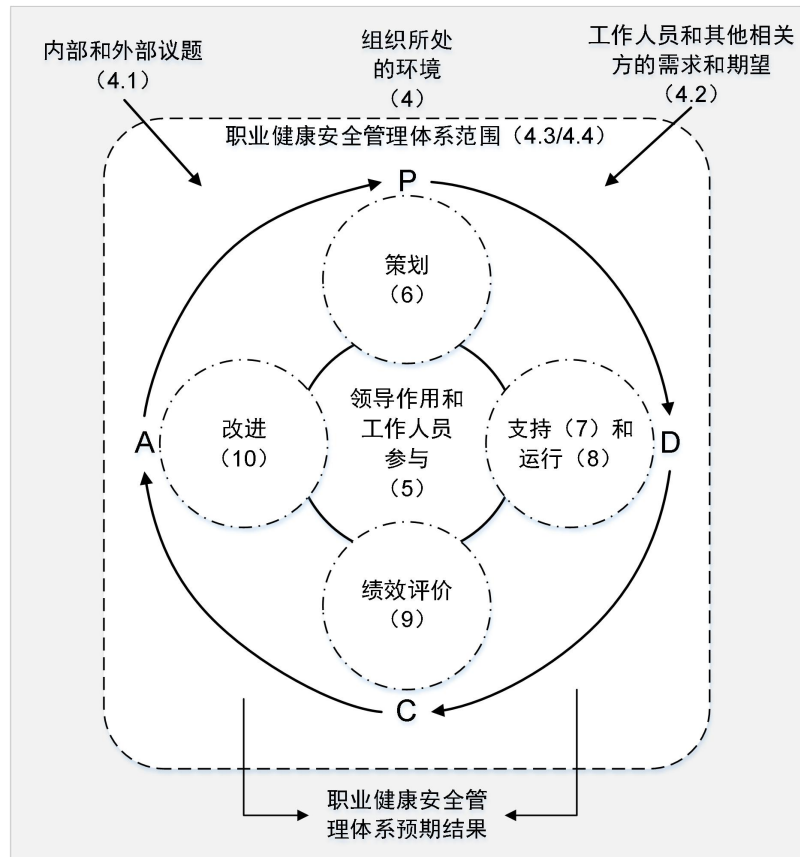 内部和外部议题
（4.1）
组织所处
的环境
（4）
工作人员和其他相关
方的需求和期望
（4.2）
职业健康安全管理体系范围（4.3/4.4）
P
策划
（6）
A
改进
（10）
领导作用和
工作人员
参与
（5）
支持（7）和
运行（8）
D
绩效评价
（9）
C
职业健康安全管
理体系预期结果